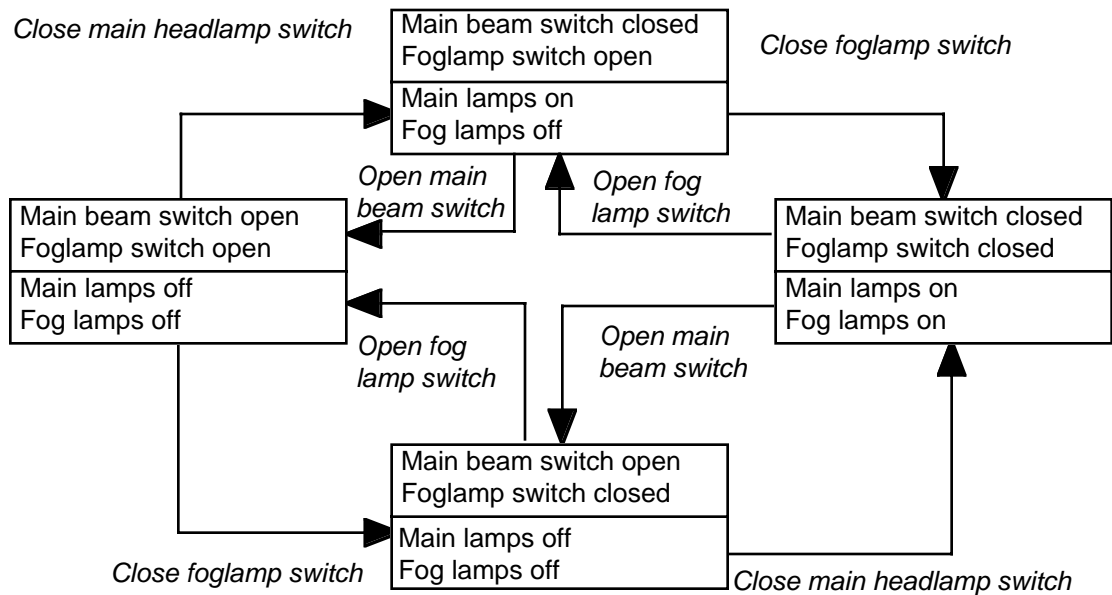 Close main headlamp switch
Main beam switch closed
Foglamp switch open
Main lamps on
Fog lamps off
Close foglamp switch
Open main
beam switch
Open fog
lamp switch
Main beam switch open
Foglamp switch open
Main lamps off
Fog lamps off
Main beam switch closed
Foglamp switch closed
Main lamps on
Fog lamps on
Open fog
lamp switch
Open main
beam switch
Main beam switch open
Foglamp switch closed
Main lamps off
Fog lamps off
Close foglamp switch
Close main headlamp switch